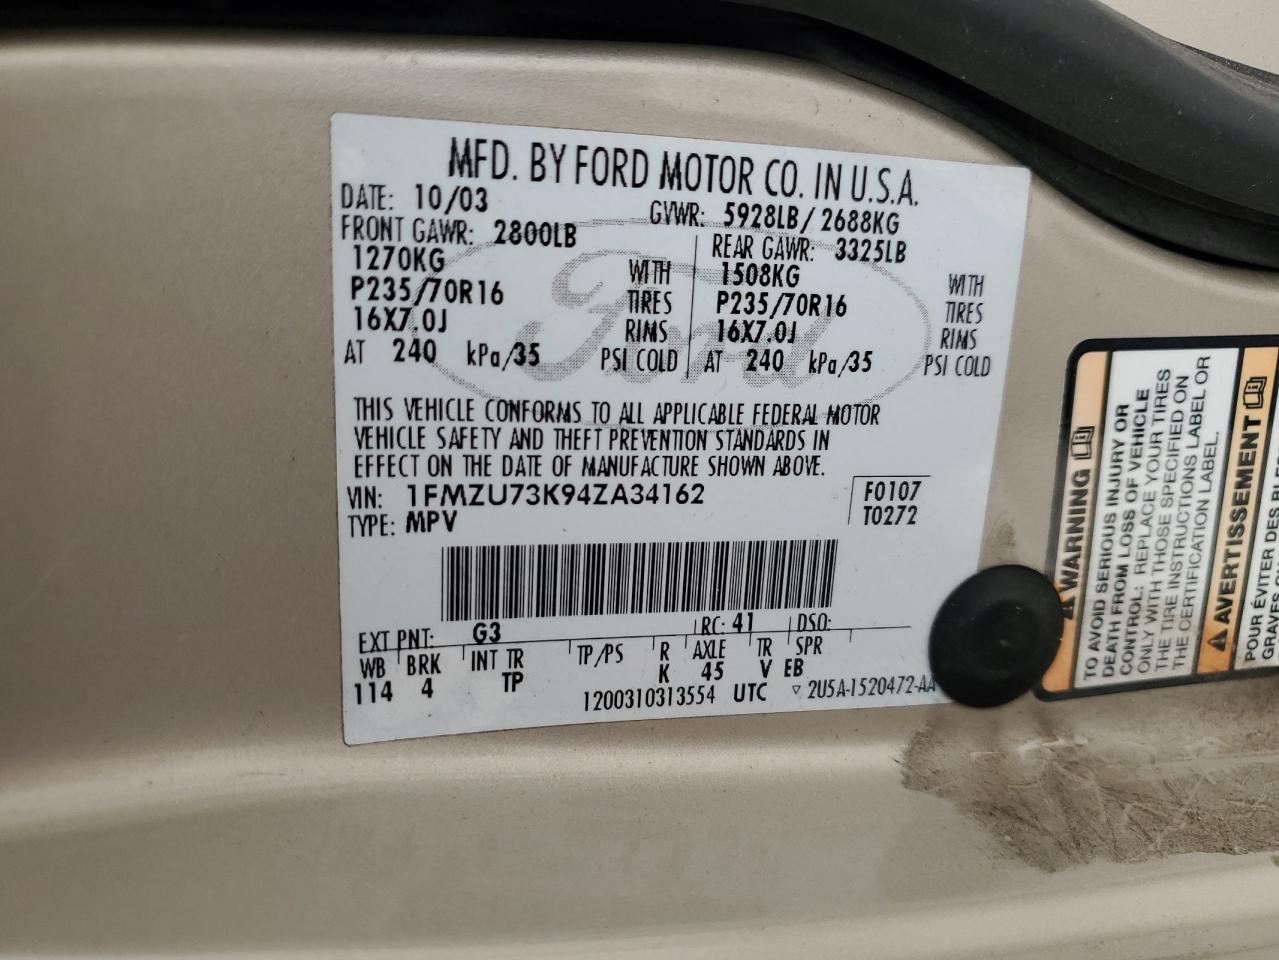 MFD. BY FORD MOTOR CO. IN U.S.A.
DATE: 10/03 GVWR: 5928LB/ 2688KG
FRONT GAWR: 2800LB REAR GAWR: 3325LB
1270KG WITH 1508KG WITH
P235/70R16 TIRES P235/70R16 TIRES
16X7.0J RIMS 16X7.0J RIMS
AT 240 kPa/35 PSI COLD AT 240 kPa/35 PSI COLD
Ford
THIS VEHICLE CONFORMS TO ALL APPLICABLE FEDERAL MOTOR
VEHICLE SAFETY AND THEFT PREVENTION STANDARDS IN
EFFECT ON THE DATE OF MANUFACTURE SHOWN ABOVE.
VIN: 1FMZU73K94ZA34162 F0107
TYPE: MPV T0272
EXT PNT: G3 RC: 41 DSO:
WB BRK INT TR TP/PS R AXLE TR SPR
114 4 TP K 45 V EB
1200310313554 UTC ▽ 2U5A-1520472-AA
⚠ WARNING
TO AVOID SERIOUS INJURY OR
DEATH FROM LOSS OF VEHICLE
CONTROL: REPLACE YOUR TIRES
ONLY WITH THOSE SPECIFIED ON
THE TIRE INSTRUCTIONS LABEL OR
THE CERTIFICATION LABEL.
⚠ AVERTISSEMENT
POUR ÉVITER DES
GRAVES